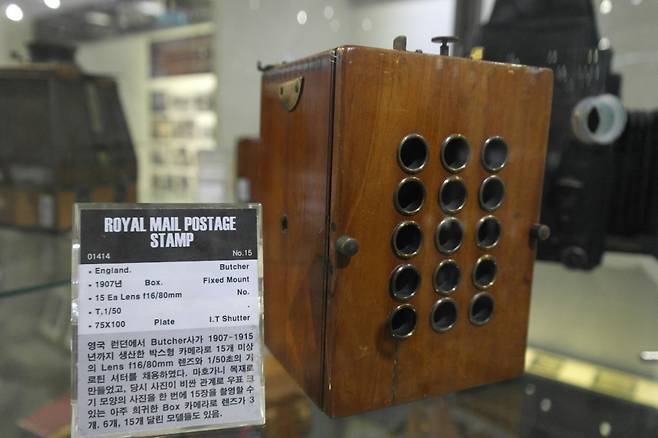 ROYAL MAIL POSTAGE
STAMP
01414 No.15
• England. Butcher
• 1907년 Box. Fixed Mount
• 15 Ea Lens f16/80mm No.
• T,1/50
• 75X100 Plate I.T Shutter
영국 런던에서 Butcher사가 1907-1915
년까지 생산한 박스형 카메라로 15개 미상
의 Lens f16/80mm 렌즈와 1/50초의 기
로틴 셔터를 채용하였다. 마호가니 목재로
만들었고, 당시 사진이 비싼 관계로 우표 크
기 모양의 사진을 한 번에 15장을 촬영할 수
있는 아주 희귀한 Box 카메라로 렌즈가 3
개, 6개, 15개 달린 모델들도 있음.